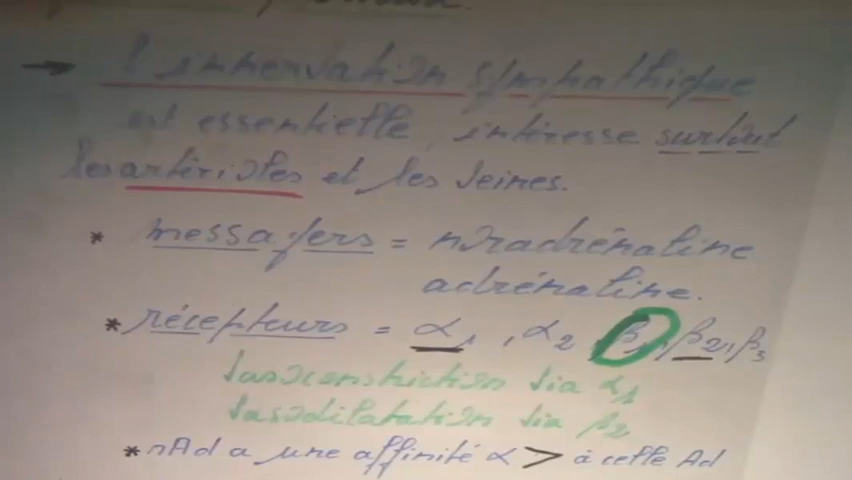 → l'innervation sympathique
est essentielle, intéresse surtout
les artérioles et les veines.
* messagers = noradrénaline
adrénaline.
* récepteurs = α1, α2, β1, β2, β3
vasoconstriction via α1
vasodilatation via β2
* nAd a une affinité α > à celle Ad